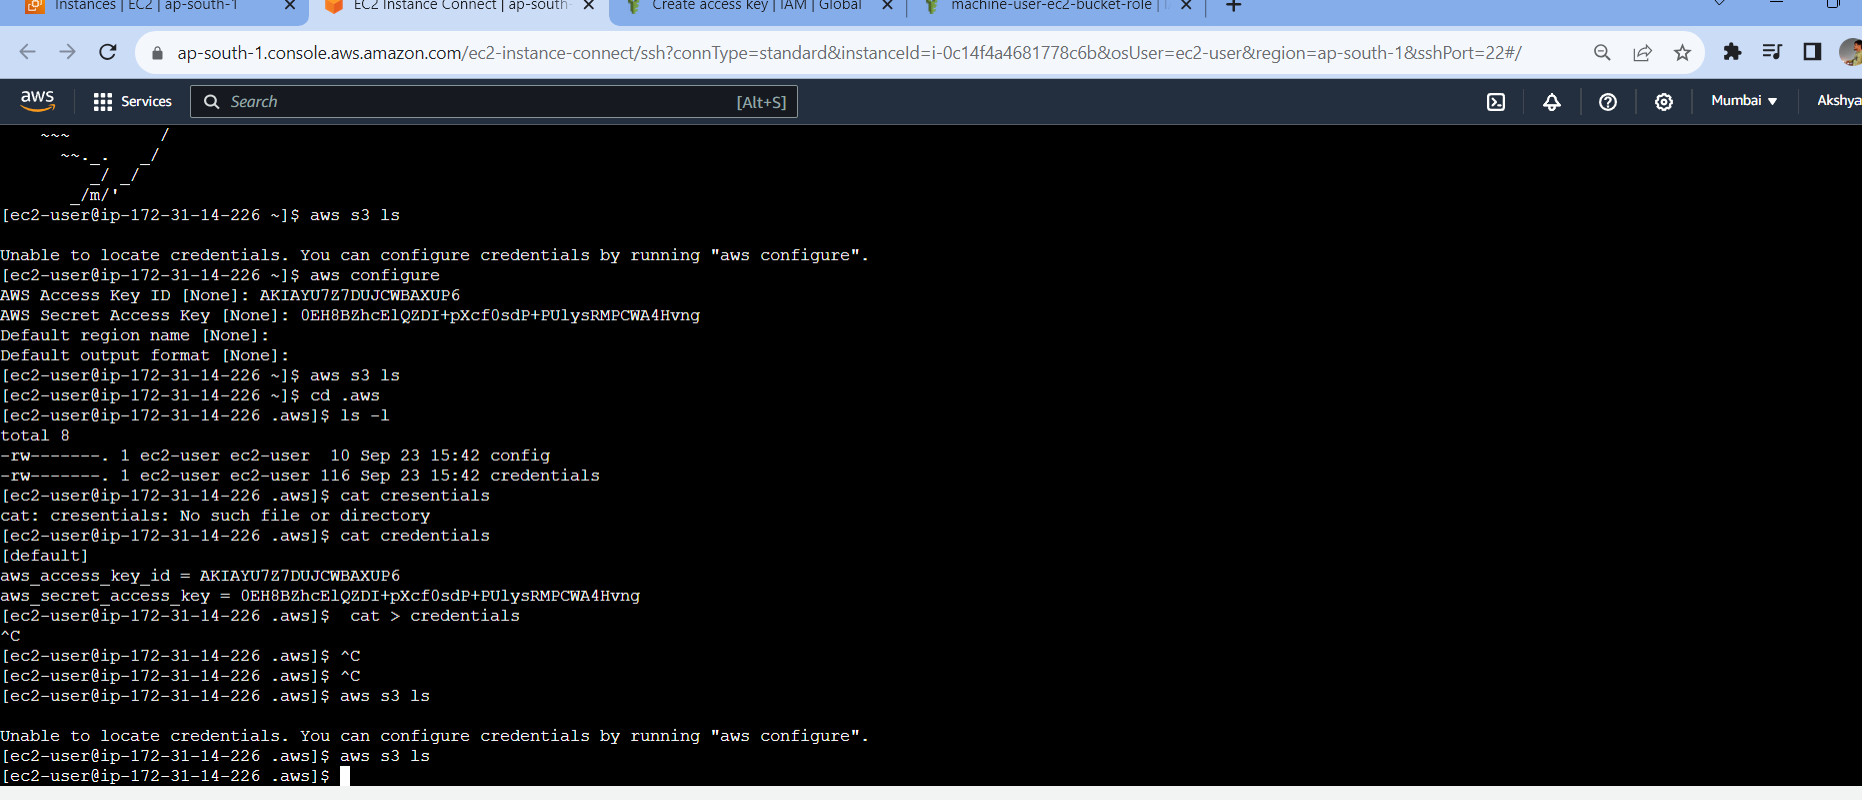 Instances | EC2 | ap-south-1
EC2 Instance Connect | ap-south-
Create access key | IAM | Global
machine-user-ec2-bucket-role |
ap-south-1.console.aws.amazon.com/ec2-instance-connect/ssh?connType=standard&instanceId=i-0c14f4a4681778c6b&osUser=ec2-user&region=ap-south-1&sshPort=22#/
aws Services Search [Alt+S] Mumbai Akshya
~~~         /
~~._.   _/
_/ _/
_/m/'
[ec2-user@ip-172-31-14-226 ~]$ aws s3 ls
Unable to locate credentials. You can configure credentials by running "aws configure".
[ec2-user@ip-172-31-14-226 ~]$ aws configure
AWS Access Key ID [None]: AKIAYU7Z7DUJCWBAXUP6
AWS Secret Access Key [None]: 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
Default region name [None]:
Default output format [None]:
[ec2-user@ip-172-31-14-226 ~]$ aws s3 ls
[ec2-user@ip-172-31-14-226 ~]$ cd .aws
[ec2-user@ip-172-31-14-226 .aws]$ ls -l
total 8
-rw-------. 1 ec2-user ec2-user  10 Sep 23 15:42 config
-rw-------. 1 ec2-user ec2-user 116 Sep 23 15:42 credentials
[ec2-user@ip-172-31-14-226 .aws]$ cat cresentials
cat: cresentials: No such file or directory
[ec2-user@ip-172-31-14-226 .aws]$ cat credentials
[default]
aws_access_key_id = AKIAYU7Z7DUJCWBAXUP6
aws_secret_access_key = 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
[ec2-user@ip-172-31-14-226 .aws]$  cat > credentials
^C
[ec2-user@ip-172-31-14-226 .aws]$ ^C
[ec2-user@ip-172-31-14-226 .aws]$ ^C
[ec2-user@ip-172-31-14-226 .aws]$ aws s3 ls
Unable to locate credentials. You can configure credentials by running "aws configure".
[ec2-user@ip-172-31-14-226 .aws]$ aws s3 ls
[ec2-user@ip-172-31-14-226 .aws]$